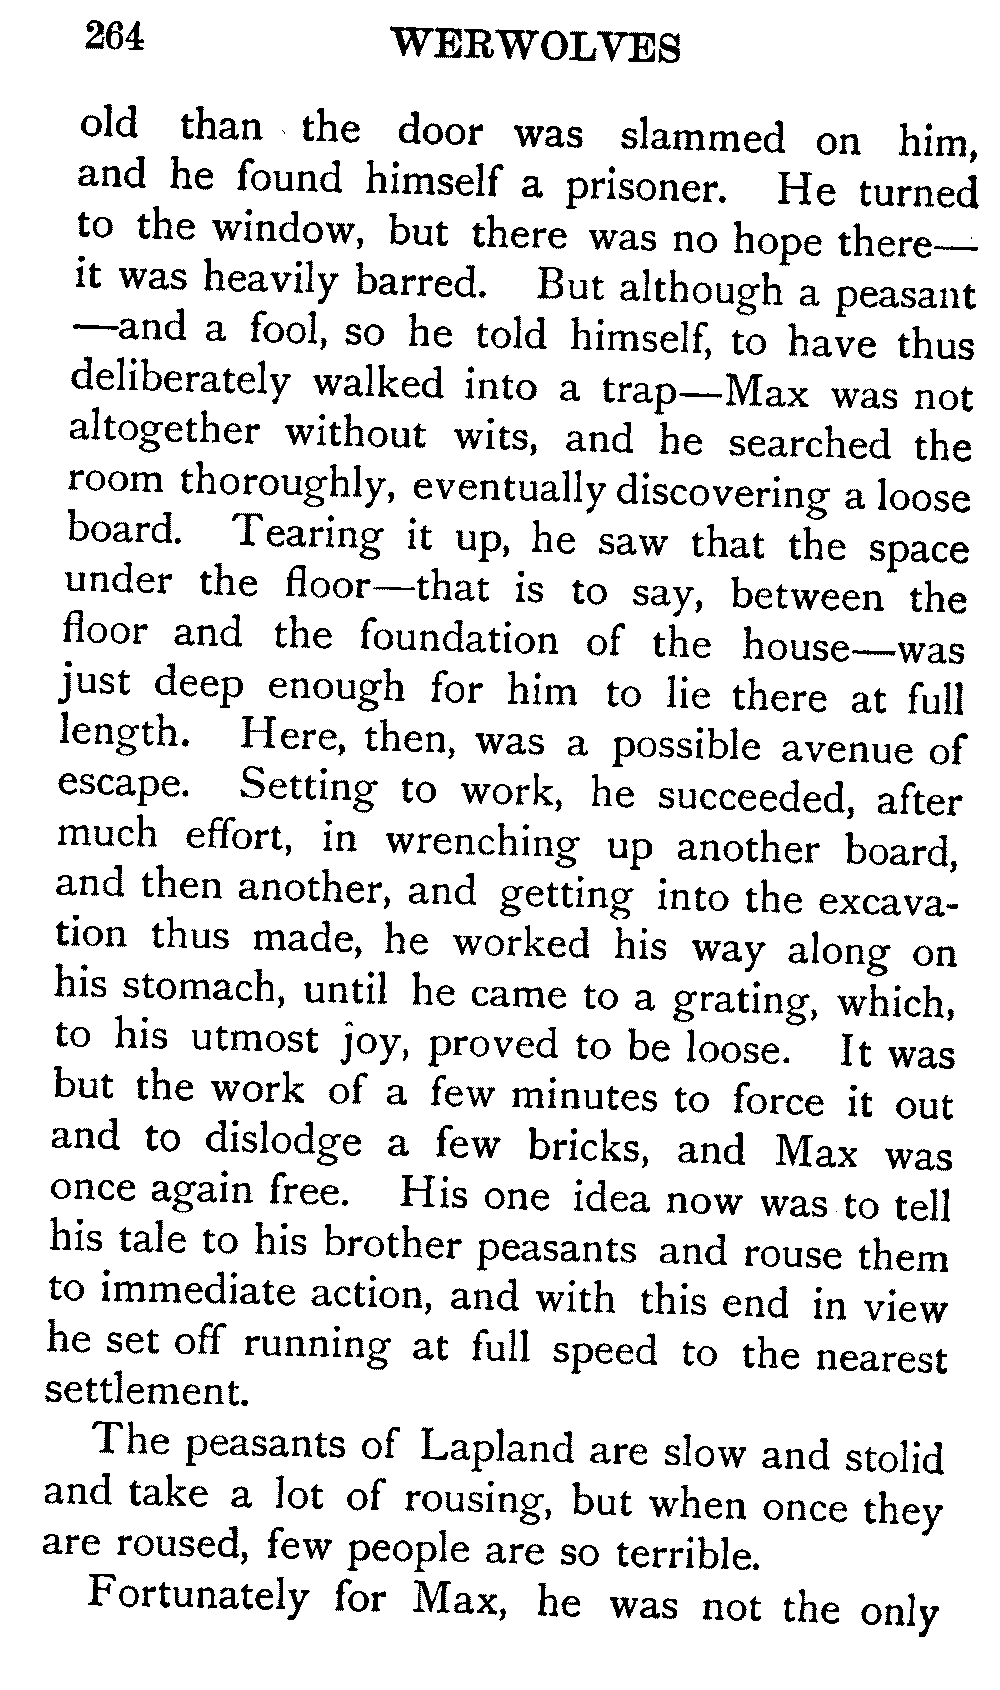 264 WERWOLVES
old than the door was slammed on him,
and he found himself a prisoner. He turned
to the window, but there was no hope there—
it was heavily barred. But although a peasant
—and a fool, so he told himself, to have thus
deliberately walked into a trap—Max was not
altogether without wits, and he searched the
room thoroughly, eventually discovering a loose
board. Tearing it up, he saw that the space
under the floor—that is to say, between the
floor and the foundation of the house—was
just deep enough for him to lie there at full
length. Here, then, was a possible avenue of
escape. Setting to work, he succeeded, after
much effort, in wrenching up another board,
and then another, and getting into the excava-
tion thus made, he worked his way along on
his stomach, until he came to a grating, which,
to his utmost joy, proved to be loose. It was
but the work of a few minutes to force it out
and to dislodge a few bricks, and Max was
once again free. His one idea now was to tell
his tale to his brother peasants and rouse them
to immediate action, and with this end in view
he set off running at full speed to the nearest
settlement.
The peasants of Lapland are slow and stolid
and take a lot of rousing, but when once they
are roused, few people are so terrible.
Fortunately for Max, he was not the only